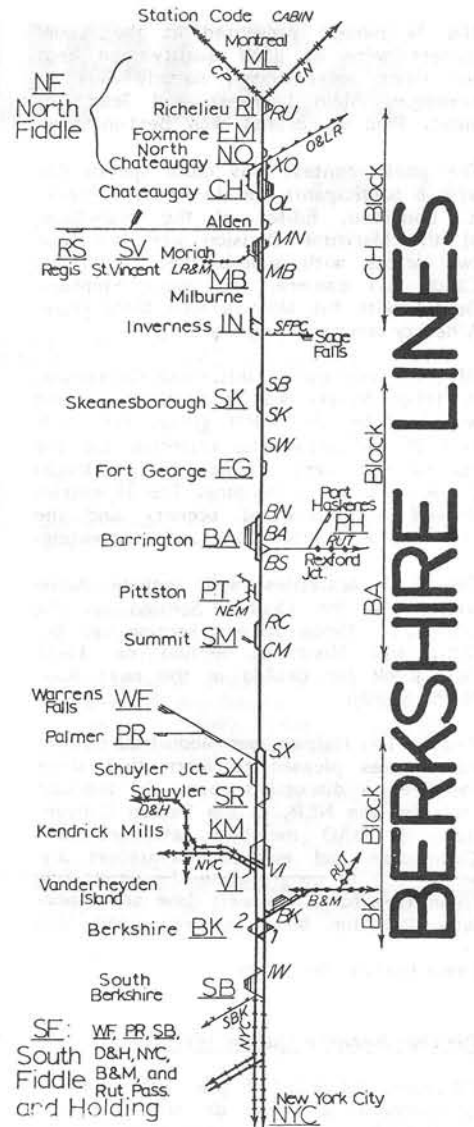 Station Code CABIN
Montreal
ML
CP
CN
NF
North
Fiddle
Richelieu RI
RU
Foxmore FM
O&LR
North
Chateaugay NO
XO
Chateaugay CH
OL
Alden
MN
RS
Regis
SV
St.Vincent
Moriah
LR&M
MB
MB
Milburne
CH Block
Inverness IN
SFPC
Sage
Falls
SB
Skeanesborough SK
SK
SW
Fort George FG
BN
Port
Haskenes
PH
Barrington BA
BA
RUT
BS
Rexford
Jct.
Pittston PT
NEM
RC
Summit SM
CM
BA Block
Warrens
Falls WF
Palmer PR
SX
Schuyler Jct. SX
Schuyler SR
D&H
Kendrick Mills KM
NYC
VI
Vanderheyden
Island
VI
RUT
B&M
BK
2
1
Berkshire BK
BK Block
IW
South
Berkshire SB
SBK
NYC
SF:
South
Fiddle
and Holding
WF, PR, SB,
D&H, NYC,
B&M, and
Rut Pass.
New York City
NYC
BERKSHIRE LINES